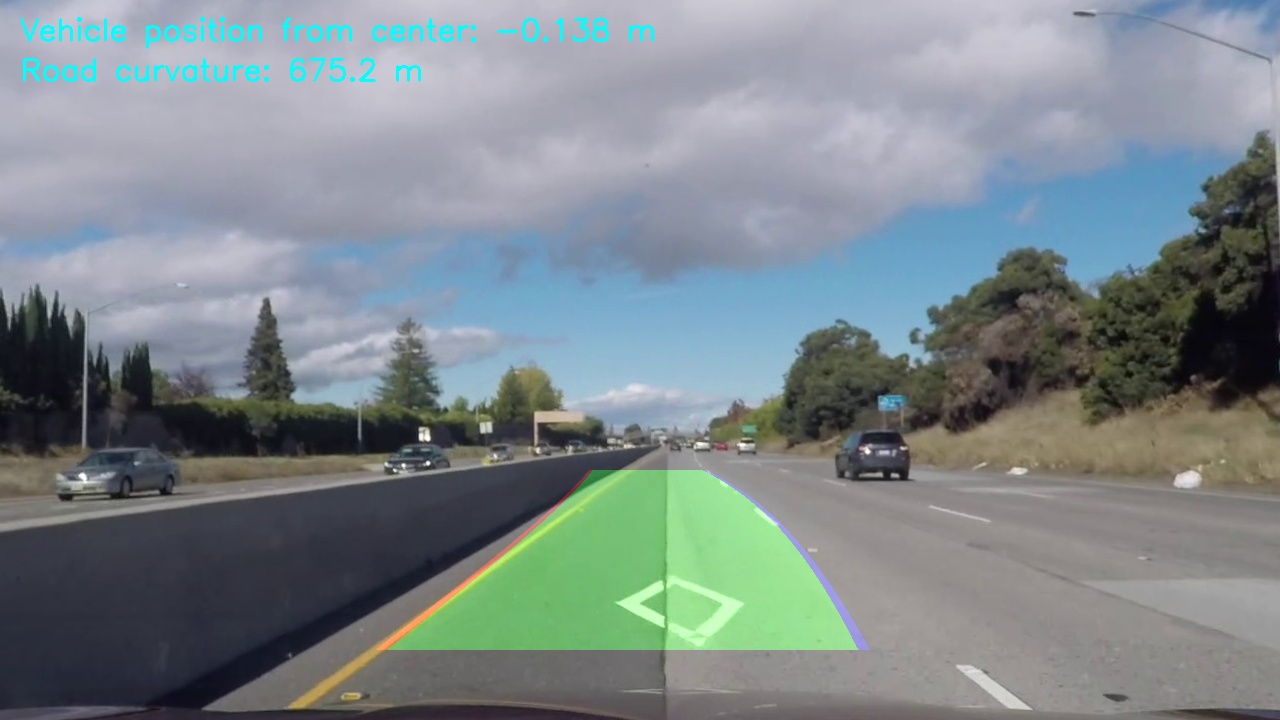 Vehicle position from center: -0.138 m
Road curvature: 675.2 m